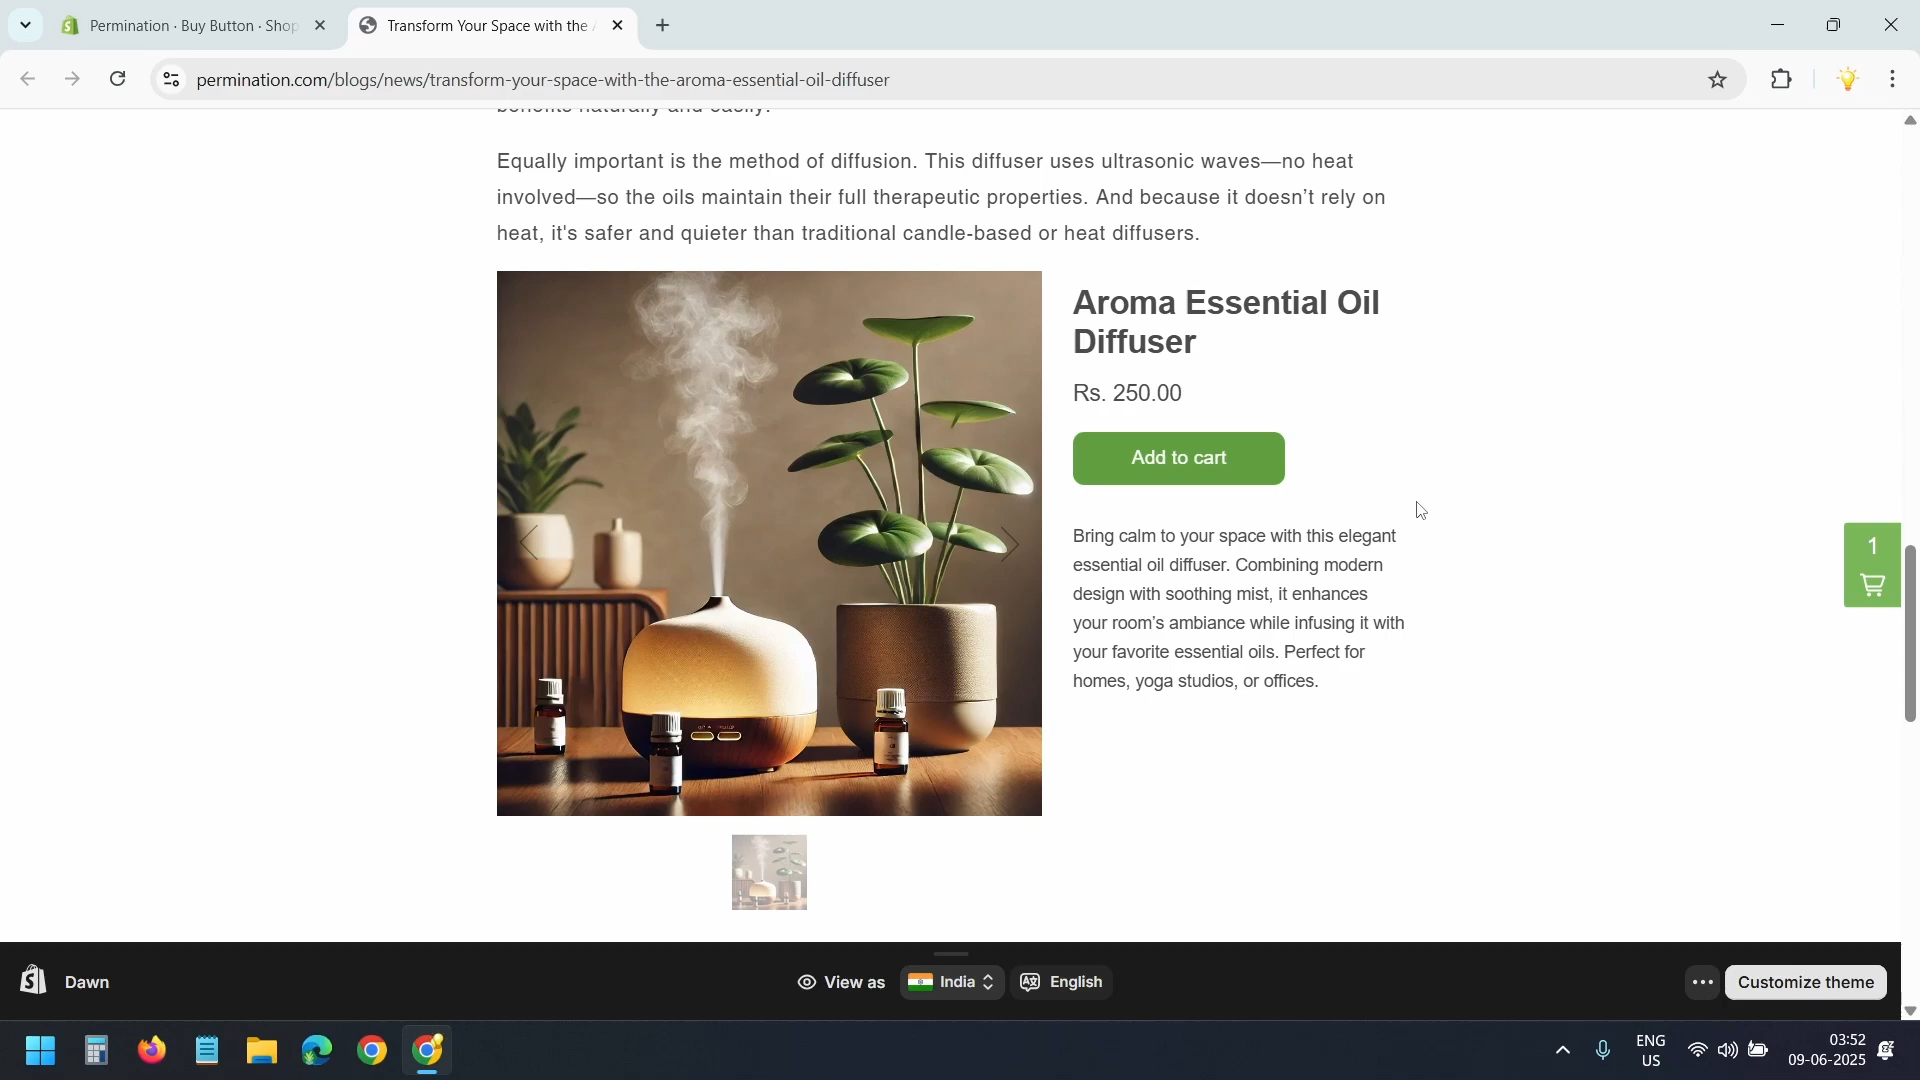 Permination · Buy Button · Shop
Transform Your Space with the
permination.com/blogs/news/transform-your-space-with-the-aroma-essential-oil-diffuser
benefits naturally and easily.
Equally important is the method of diffusion. This diffuser uses ultrasonic waves—no heat
involved—so the oils maintain their full therapeutic properties. And because it doesn’t rely on
heat, it's safer and quieter than traditional candle-based or heat diffusers.
Aroma Essential Oil
Diffuser
Rs. 250.00
Add to cart
Bring calm to your space with this elegant
essential oil diffuser. Combining modern
design with soothing mist, it enhances
your room’s ambiance while infusing it with
your favorite essential oils. Perfect for
homes, yoga studios, or offices.
1
Dawn
View as
India
English
Customize theme
ENG
US
03:52
09-06-2025